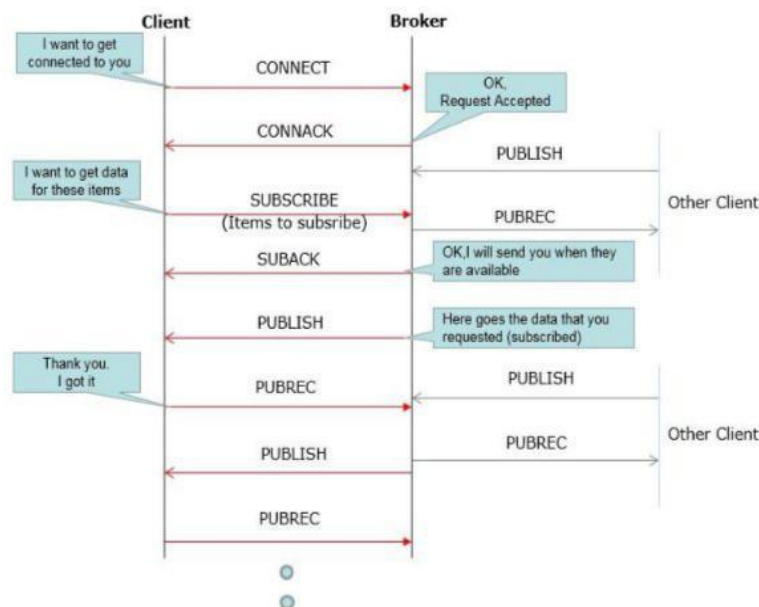 Client
Broker
I want to get
connected to you
CONNECT
OK,
Request Accepted
CONNACK
PUBLISH
I want to get data
for these items
SUBSCRIBE
(Items to subsribe)
Other Client
PUBREC
OK,I will send you when they
are available
SUBACK
PUBLISH
Here goes the data that you
requested (subscribed)
Thank you.
I got it
PUBREC
PUBLISH
Other Client
PUBREC
PUBLISH
PUBREC